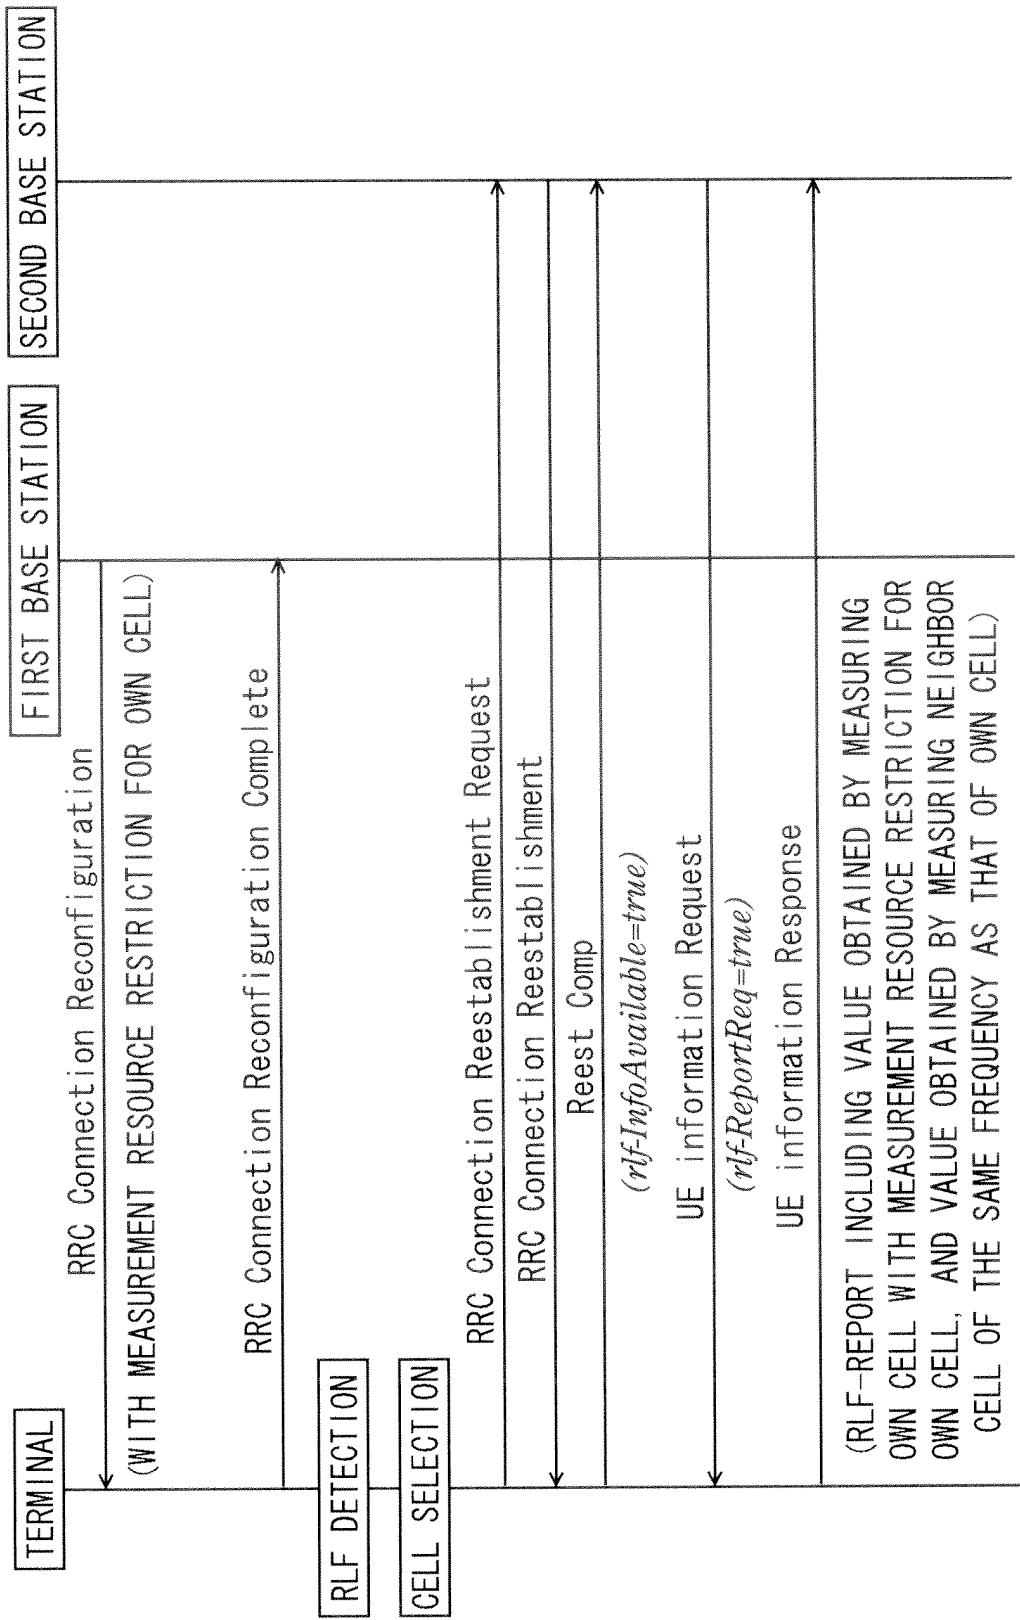 TERMINAL
FIRST BASE STATION
SECOND BASE STATION
RRC Connection Reconfiguration
(WITH MEASUREMENT RESOURCE RESTRICTION FOR OWN CELL)
RRC Connection Reconfiguration Complete
RLF DETECTION
CELL SELECTION
RRC Connection Reestablishment Request
RRC Connection Reestablishment
Reest Comp
(rlf-InfoAvailable=true)
UE information Request
(rlf-ReportReq=true)
UE information Response
(RLF-REPORT INCLUDING VALUE OBTAINED BY MEASURING
OWN CELL WITH MEASUREMENT RESOURCE RESTRICTION FOR
OWN CELL, AND VALUE OBTAINED BY MEASURING NEIGHBOR
CELL OF THE SAME FREQUENCY AS THAT OF OWN CELL)